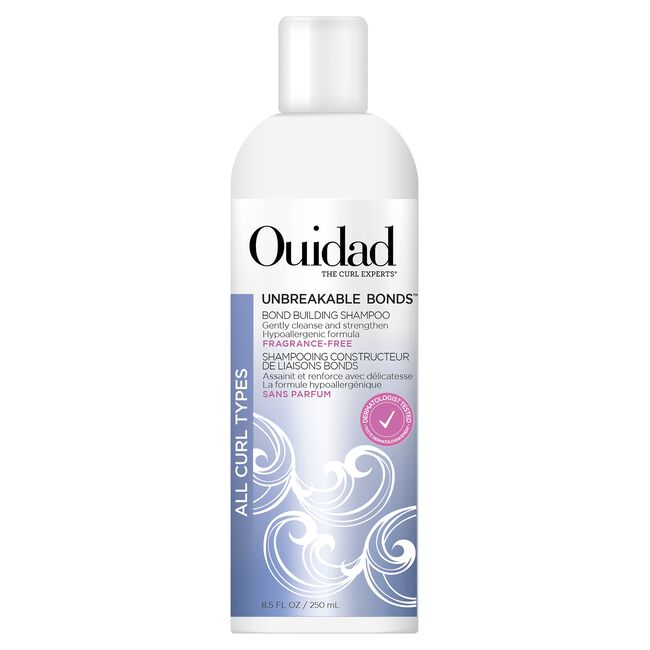 Ouidad
THE CURL EXPERTS®
UNBREAKABLE BONDS™
BOND BUILDING SHAMPOO
Gently cleanse and strengthen
Hypoallergenic formula
FRAGRANCE-FREE
SHAMPOOING CONSTRUCTEUR
DE LIAISONS BONDS
Assainit et renforce avec délicatesse
La formule hypoallergénique
SANS PARFUM
DERMATOLOGIST TESTED
TESTÉ DERMATOLOGIQUEMENT
ALL CURL TYPES
8.5 FL OZ / 250 mL